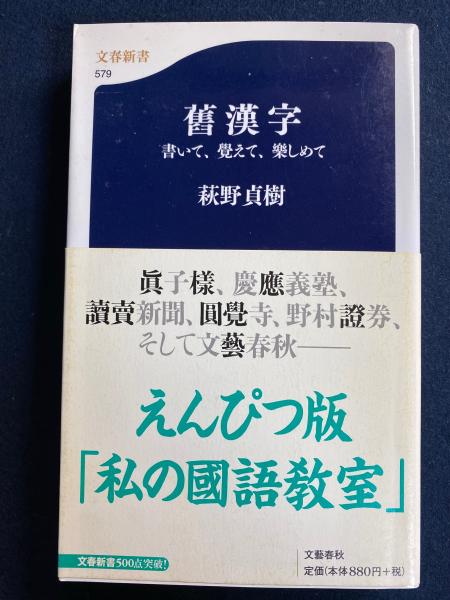 文春新書
579
舊漢字
書いて、覺えて、樂しめて
萩野貞樹
眞子樣、慶應義塾、
讀賣新聞、圓覺寺、野村證券、
そして文藝春秋――
えんぴつ版
「私の國語教室」
文春新書500点突破!
文藝春秋
定価(本体880円+税)